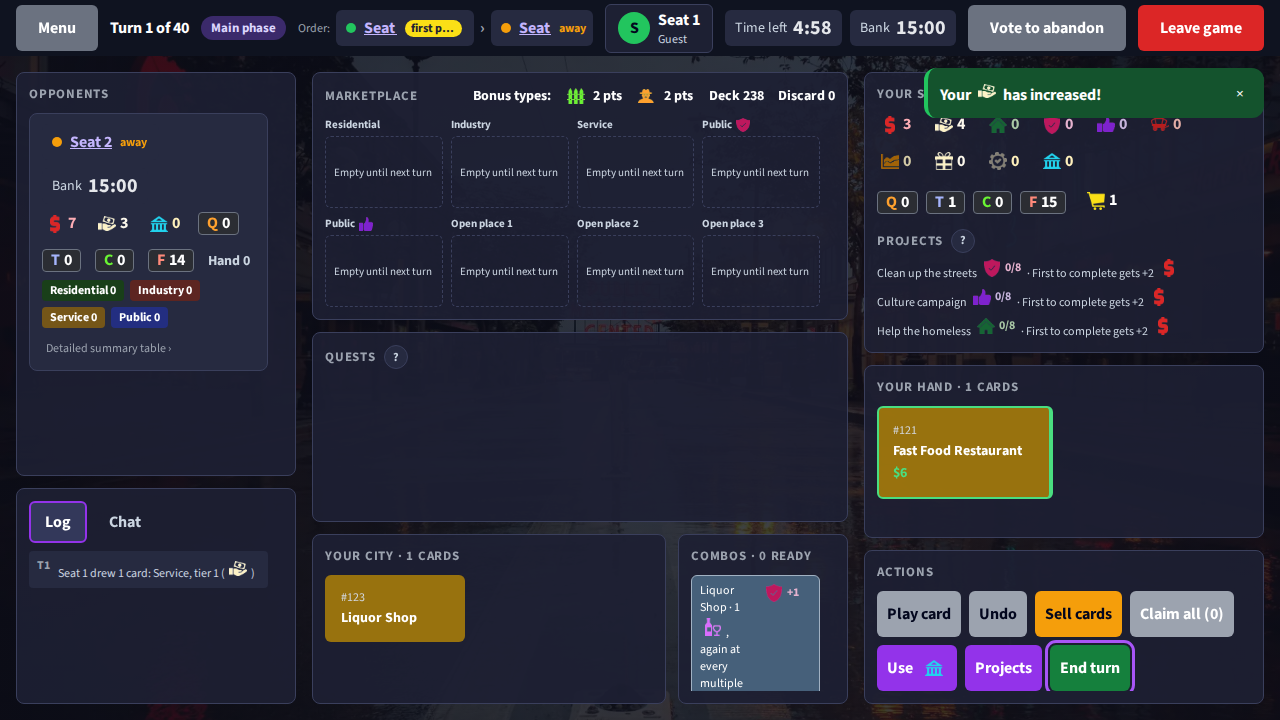 Menu
Turn 1 of 40
Main phase
Order:
Seat first p...
›
Seat away
S
Seat 1
Guest
Time left 4:58
Bank 15:00
Vote to abandon
Leave game
OPPONENTS
Seat 2 away
Bank 15:00
7 3 0 Q 0
T 0 C 0 F 14 Hand 0
Residential 0 Industry 0
Service 0 Public 0
Detailed summary table ›
Log
Chat
T1 Seat 1 drew 1 card: Service, tier 1 ( )
MARKETPLACE
Bonus types: 2 pts 2 pts Deck 238 Discard 0
Residential Industry Service Public
Empty until next turn Empty until next turn Empty until next turn Empty until next turn
Public Open place 1 Open place 2 Open place 3
Empty until next turn Empty until next turn Empty until next turn Empty until next turn
QUESTS ?
YOUR CITY · 1 CARDS
#123
Liquor Shop
COMBOS · 0 READY
Liquor
Shop · 1
+1
,
again at
every
multiple
YOUR S
Your has increased! ×
$ 3 4 0 0 0 0
0 0 0 0
Q 0 T 1 C 0 F 15 1
PROJECTS ?
Clean up the streets 0/8 · First to complete gets +2 $
Culture campaign 0/8 · First to complete gets +2 $
Help the homeless 0/8 · First to complete gets +2 $
YOUR HAND · 1 CARDS
#121
Fast Food Restaurant
$6
ACTIONS
Play card
Undo
Sell cards
Claim all (0)
Use
Projects
End turn